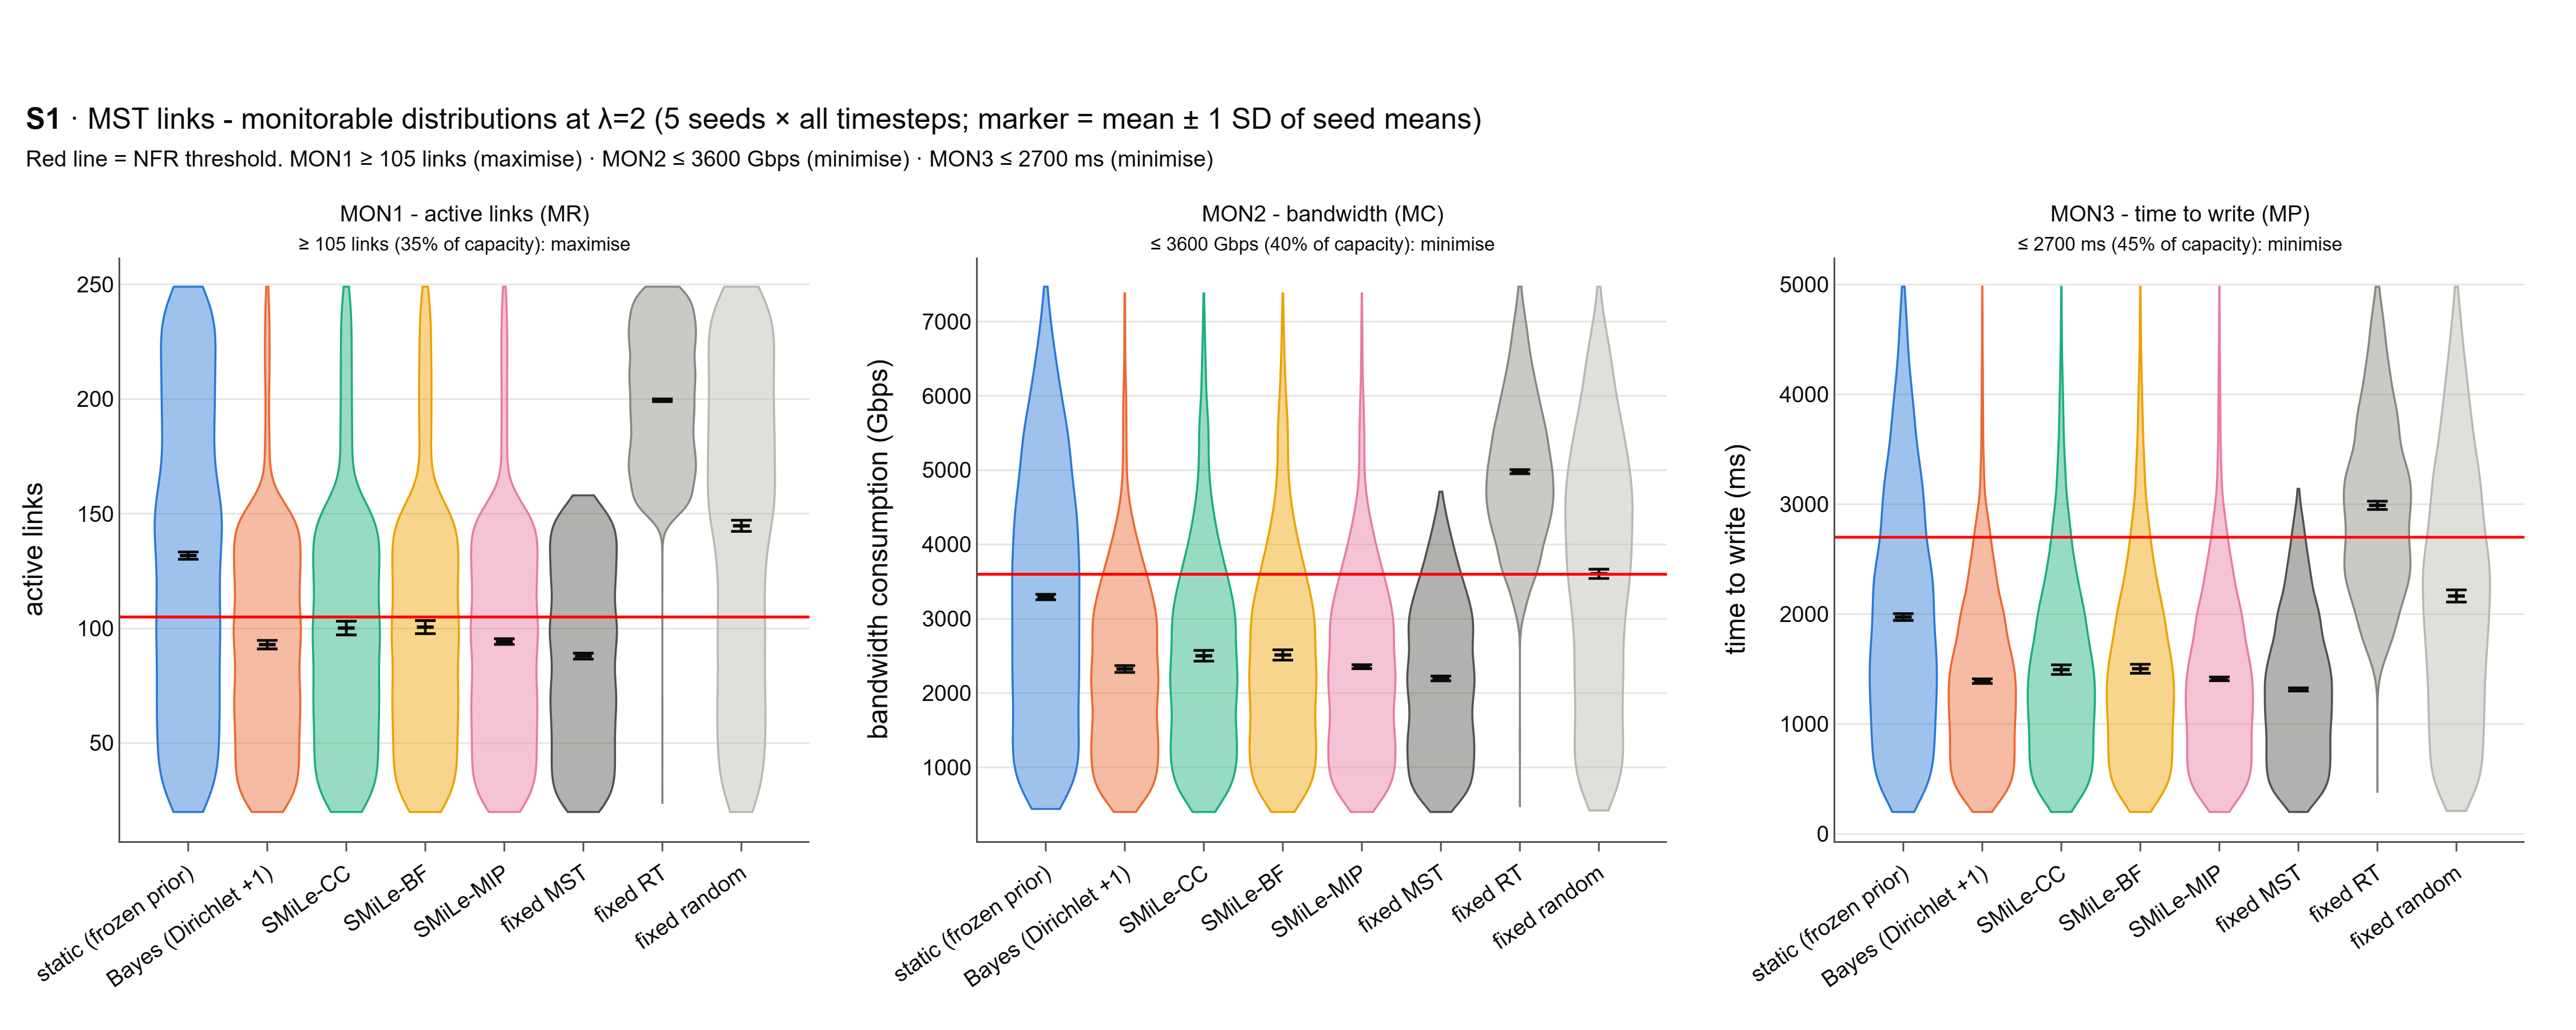 S1 · MST links - monitorable distributions at λ=2 (5 seeds × all timesteps; marker = mean ± 1 SD of seed means)
Red line = NFR threshold. MON1 ≥ 105 links (maximise) · MON2 ≤ 3600 Gbps (minimise) · MON3 ≤ 2700 ms (minimise)
MON1 - active links (MR)
≥ 105 links (35% of capacity): maximise
active links
250
200
150
100
50
static (frozen prior)
Bayes (Dirichlet +1)
SMiLe-CC
SMiLe-BF
SMiLe-MIP
fixed MST
fixed RT
fixed random
MON2 - bandwidth (MC)
≤ 3600 Gbps (40% of capacity): minimise
bandwidth consumption (Gbps)
7000
6000
5000
4000
3000
2000
1000
static (frozen prior)
Bayes (Dirichlet +1)
SMiLe-CC
SMiLe-BF
SMiLe-MIP
fixed MST
fixed RT
fixed random
MON3 - time to write (MP)
≤ 2700 ms (45% of capacity): minimise
time to write (ms)
5000
4000
3000
2000
1000
0
static (frozen prior)
Bayes (Dirichlet +1)
SMiLe-CC
SMiLe-BF
SMiLe-MIP
fixed MST
fixed RT
fixed random